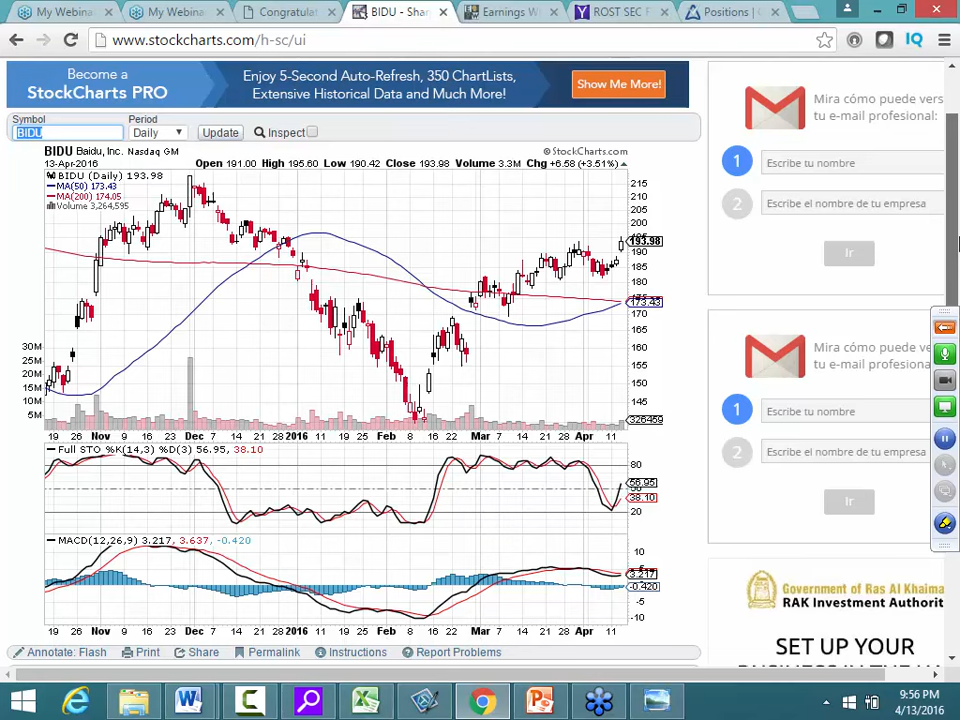 My Webina
My Webina
Congratulat
BIDU - Shar
Earnings W
ROST SEC F
Positions | T
www.stockcharts.com/h-sc/ui
IQ
Become a
StockCharts PRO
Enjoy 5-Second Auto-Refresh, 350 ChartLists,
Extensive Historical Data and Much More!
Show Me More!
Symbol
Period
BIDU
Daily
Update
Inspect
BIDU Baidu, Inc. Nasdaq GM
© StockCharts.com
13-Apr-2016
Open 191.00 High 195.60 Low 190.42 Close 193.98 Volume 3.3M Chg +6.58 (+3.51%)
BIDU (Daily) 193.98
MA(50) 173.43
MA(200) 174.05
Volume 3,264,595
215
210
205
200
193.98
190
185
180
173.43
170
165
160
155
150
145
30M
25M
20M
15M
10M
5M
19 26 Nov 9 16 23 Dec 7 14 21 28 2016 11 19 25 Feb 8 16 22 Mar 7 14 21 28 Apr 11
Full STO %K(14,3) %D(3) 56.95, 38.10
80
56.95
38.10
20
MACD(12,26,9) 3.217, 3.637, -0.420
10
3.217
-0.420
-5
-10
19 26 Nov 9 16 23 Dec 7 14 21 28 2016 11 19 25 Feb 8 16 22 Mar 7 14 21 28 Apr 11
Annotate: Flash
Print
Share
Permalink
Instructions
Report Problems
Mira cómo puede vers
tu e-mail profesional:
1
Escribe tu nombre
2
Escribe el nombre de tu empresa
Ir
Mira cómo puede ver
tu e-mail profesiona
1
Escribe tu nombre
2
Escribe el nombre de tu empresa
Ir
Government of Ras Al Khaima
RAK Investment Authorit
SET UP YOUR
9:56 PM
4/13/2016